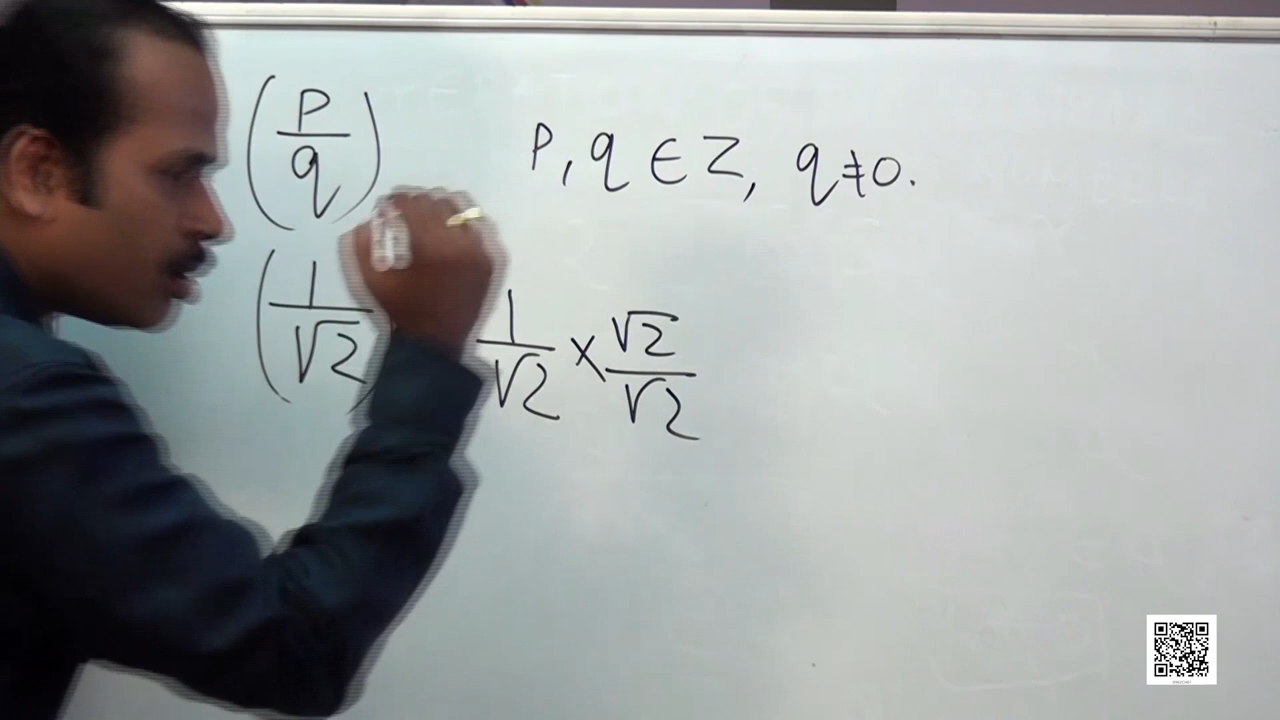 (p/q) p, q ∈ Z, q ≠ 0.
(1/√2) 1/√2 × √2/√2